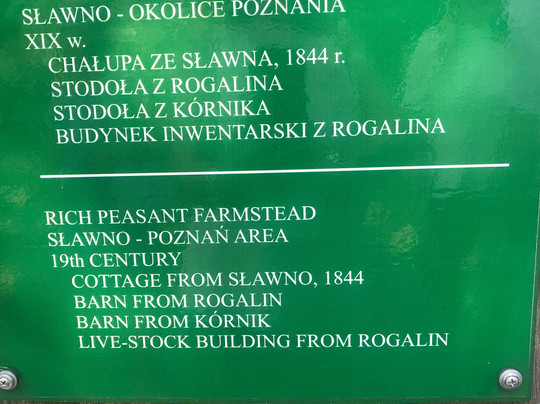 SŁAWNO - OKOLICE POZNANIA
XIX w.
CHAŁUPA ZE SŁAWNA, 1844 r.
STODOŁA Z ROGALINA
STODOŁA Z KÓRNIKA
BUDYNEK INWENTARSKI Z ROGALINA
RICH PEASANT FARMSTEAD
SŁAWNO - POZNAŃ AREA
19th CENTURY
COTTAGE FROM SŁAWNO, 1844
BARN FROM ROGALIN
BARN FROM KÓRNIK
LIVE-STOCK BUILDING FROM ROGALIN